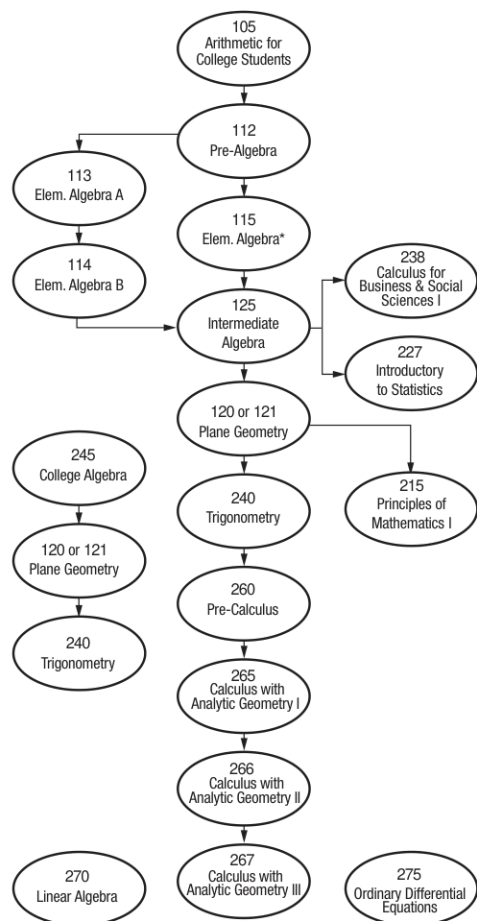 105
Arithmetic for
College Students
112
Pre-Algebra
113
Elem. Algebra A
115
Elem. Algebra*
114
Elem. Algebra B
238
Calculus for
Business & Social
Sciences I
125
Intermediate
Algebra
227
Introductory
to Statistics
120 or 121
Plane Geometry
245
College Algebra
240
Trigonometry
215
Principles of
Mathematics I
120 or 121
Plane Geometry
260
Pre-Calculus
240
Trigonometry
265
Calculus with
Analytic Geometry I
266
Calculus with
Analytic Geometry II
270
Linear Algebra
267
Calculus with
Analytic Geometry III
275
Ordinary Differential
Equations